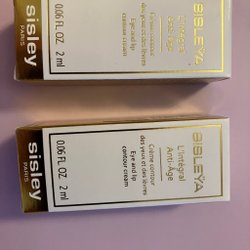 sisley
PARIS
SISLEŸA
L'Intégral
Anti-Âge
Crème contour
des yeux et des lèvres
Eye and lip
contour cream
0.06 FL.OZ 2 ml
sisley
PARIS
SISLEŸA
L'Intégral
Anti-Âge
Crème contour
des yeux et des lèvres
Eye and lip
contour cream
0.06 FL.OZ 2 ml